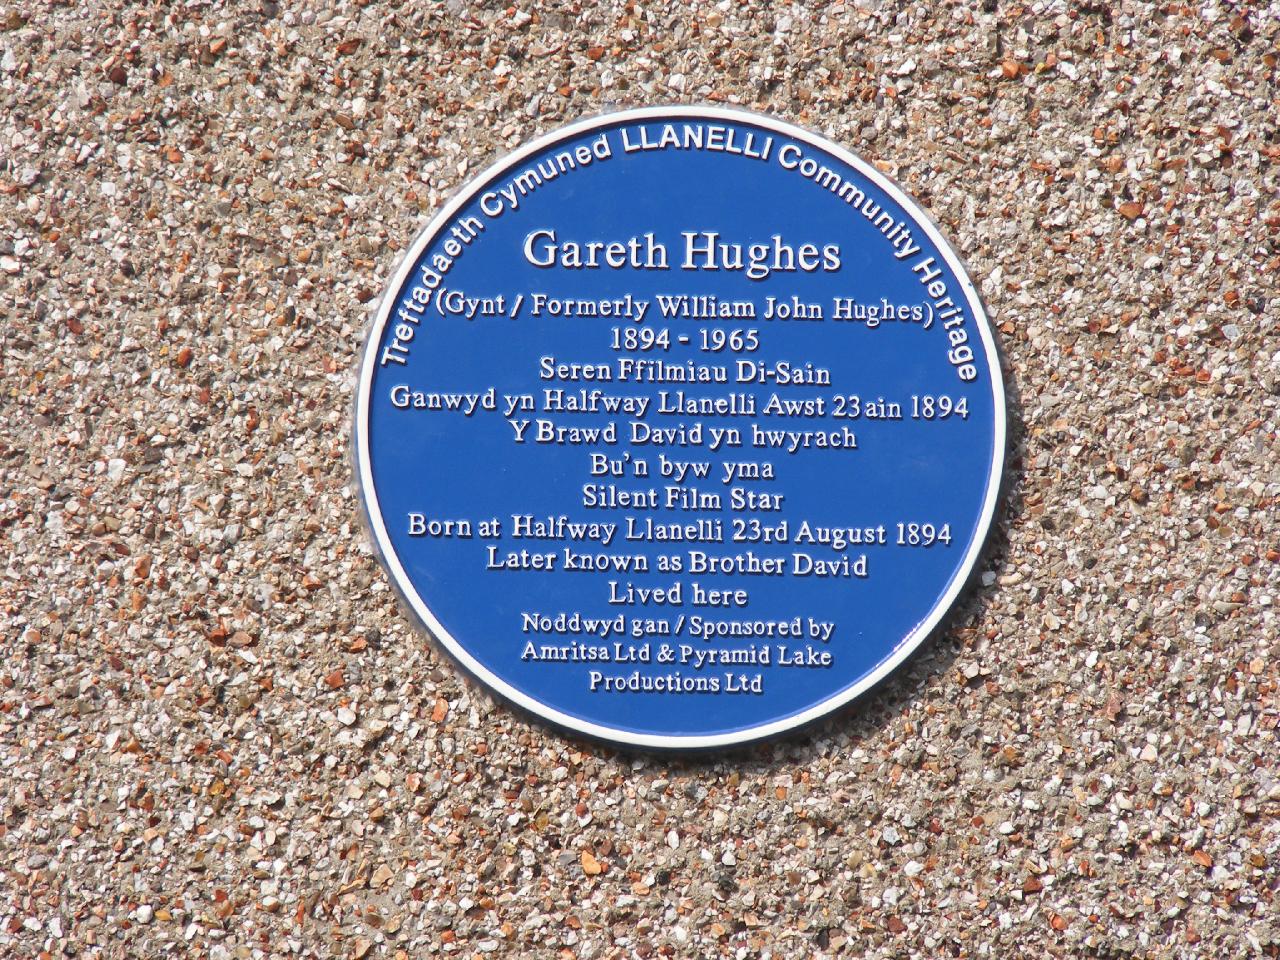 Treftadaeth Cymuned LLANELLI Community Heritage
Gareth Hughes
(Gynt / Formerly William John Hughes)
1894 - 1965
Seren Ffilmiau Di-Sain
Ganwyd yn Halfway Llanelli Awst 23ain 1894
Y Brawd David yn hwyrach
Bu'n byw yma
Silent Film Star
Born at Halfway Llanelli 23rd August 1894
Later known as Brother David
Lived here
Noddwyd gan / Sponsored by
Amritsa Ltd & Pyramid Lake
Productions Ltd